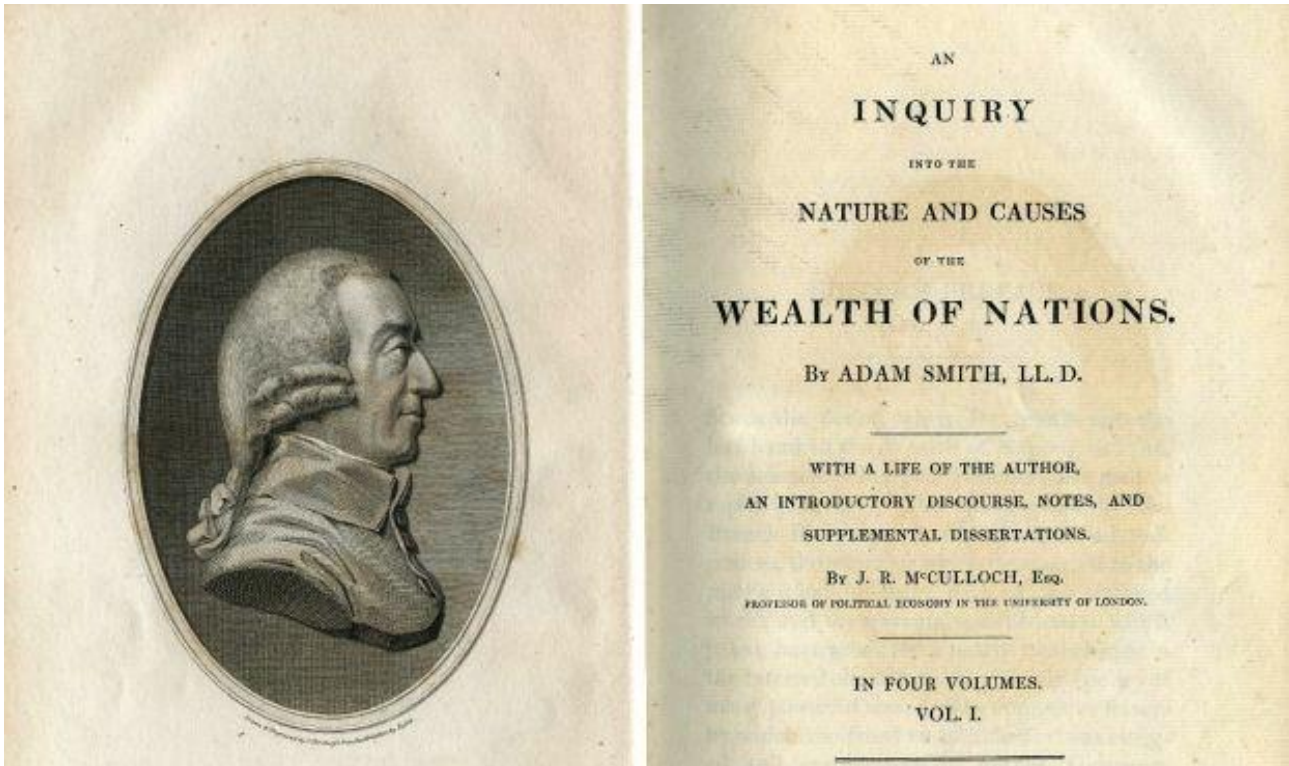 AN
INQUIRY
INTO THE
NATURE AND CAUSES
OF THE
WEALTH OF NATIONS.
By ADAM SMITH, LL. D.
WITH A LIFE OF THE AUTHOR,
AN INTRODUCTORY DISCOURSE, NOTES, AND
SUPPLEMENTAL DISSERTATIONS.
By J. R. McCULLOCH, Esq.
PROFESSOR OF POLITICAL ECONOMY IN THE UNIVERSITY OF LONDON.
IN FOUR VOLUMES.
VOL. I.